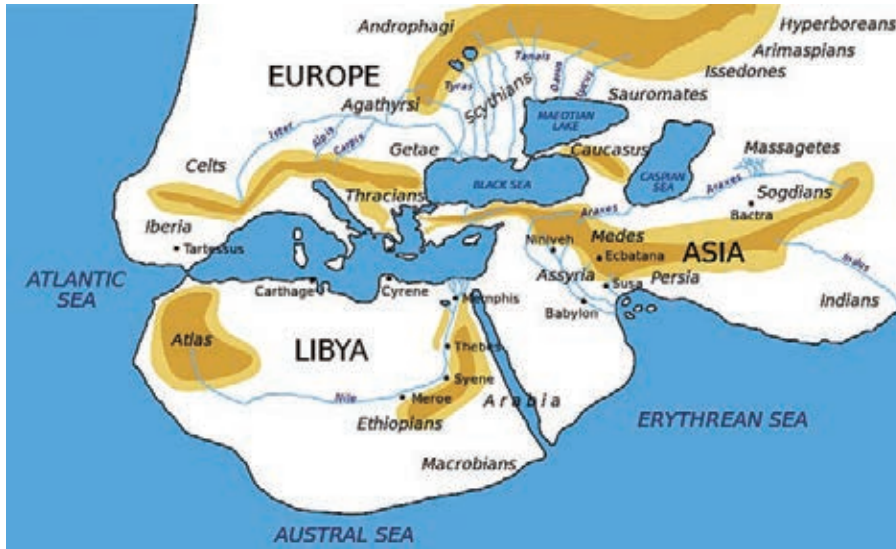 Androphagi
Hyperboreans
Arimaspians
Issedones
EUROPE
Tyras
Scythians
Tanais
Sauromates
Agathyrsi
MAEOTIAN
LAKE
Ister
Alpis
Carpis
Getae
Caucasus
CASPIAN
SEA
Massagetes
Celts
BLACK SEA
Araxes
Sogdians
Thracians
Araxes
Bactra
Iberia
Tartessus
Niniveh
Medes
Ecbatana
ASIA
Indus
ATLANTIC
SEA
Carthage
Cyrene
Memphis
Assyria
Susa
Persia
Babylon
Indians
Atlas
LIBYA
Thebes
Syene
Nile
Meroe
Arabia
Ethiopians
ERYTHREAN SEA
Macrobians
AUSTRAL SEA